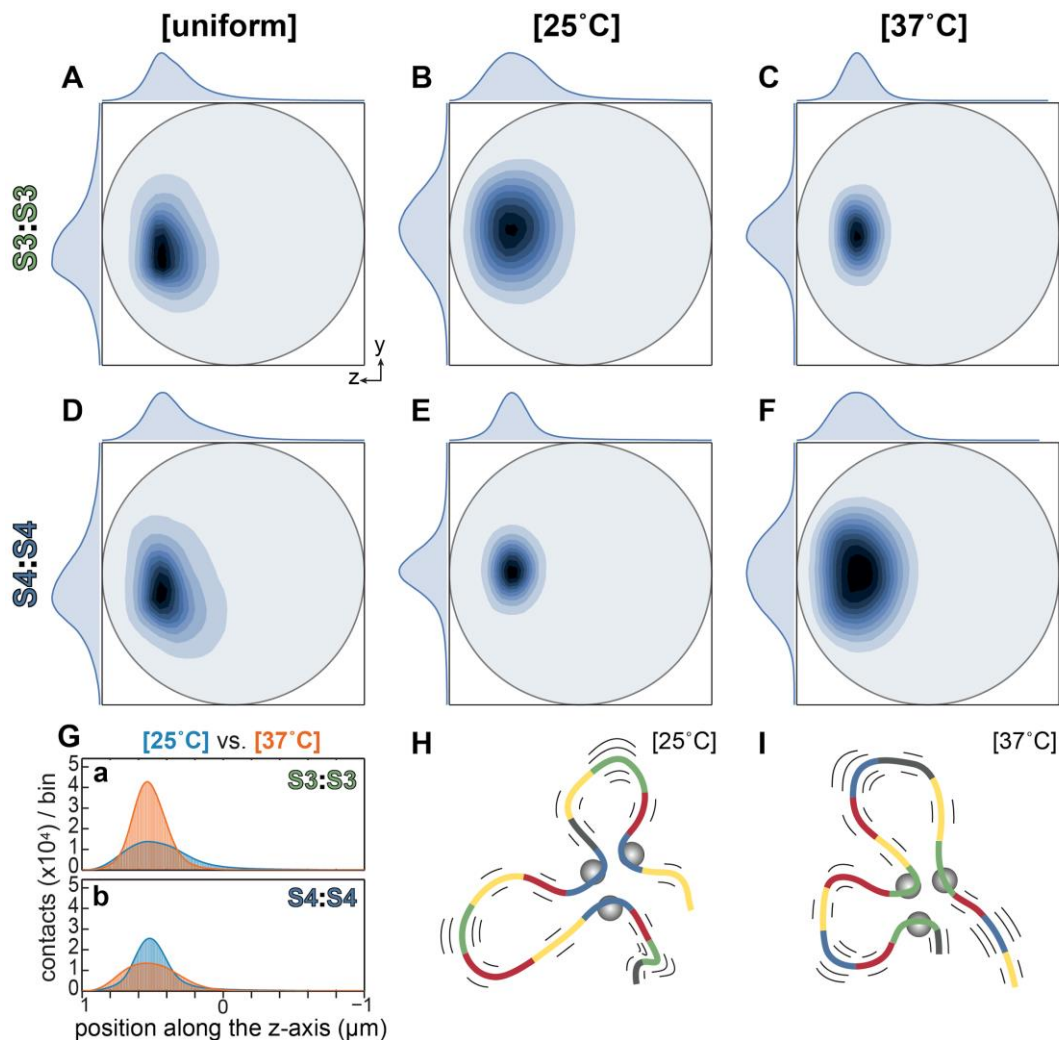 [uniform] [25°C] [37°C]
A B C
S3:S3
y
z
D E F
S4:S4
G [25°C] vs. [37°C] H [25°C] I [37°C]
a S3:S3
5
4
3
2
1
0
b S4:S4
5
4
3
2
1
0
contacts (x10⁴) / bin
1 0 −1
position along the z-axis (μm)